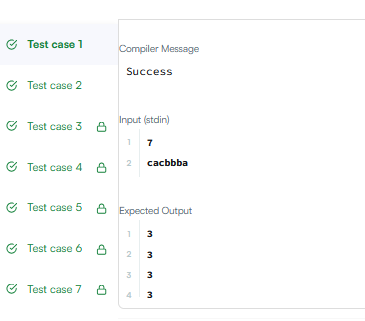 Test case 1
Test case 2
Test case 3
Test case 4
Test case 5
Test case 6
Test case 7
Compiler Message
Success
Input (stdin)
1 7
2 cacbbba
Expected Output
1 3
2 3
3 3
4 3